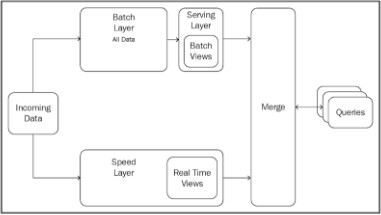 Batch
Layer
All Data
Serving
Layer
Batch
Views
Incoming
Data
Merge
Queries
Speed
Layer
Real Time
Views